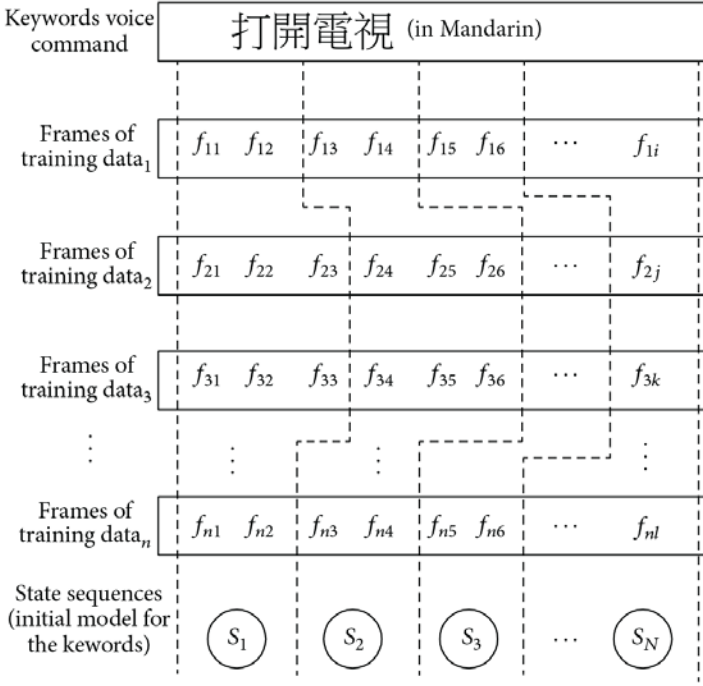 Keywords voice
command
打開電視 (in Mandarin)
Frames of
training data₁
f₁₁ f₁₂ f₁₃ f₁₄ f₁₅ f₁₆ ⋯ f₁ᵢ
Frames of
training data₂
f₂₁ f₂₂ f₂₃ f₂₄ f₂₅ f₂₆ ⋯ f₂ⱼ
Frames of
training data₃
f₃₁ f₃₂ f₃₃ f₃₄ f₃₅ f₃₆ ⋯ f₃ₖ
⋮ ⋮ ⋮ ⋮
Frames of
training dataₙ
fₙ₁ fₙ₂ fₙ₃ fₙ₄ fₙ₅ fₙ₆ ⋯ fₙₗ
State sequences
(initial model for
the kewords)
S₁ S₂ S₃ ⋯ S_N